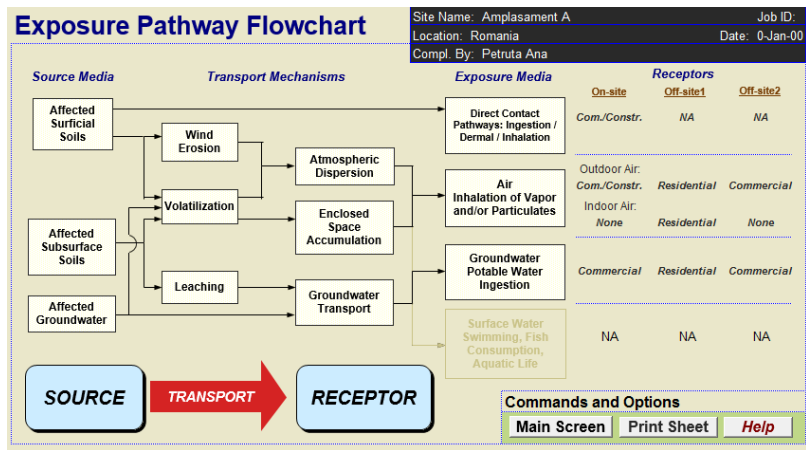 Exposure Pathway Flowchart
Site Name: Amplasament A Job ID:
Location: Romania Date: 0-Jan-00
Compl. By: Petruta Ana
Source Media
Transport Mechanisms
Exposure Media
Receptors
On-site Off-site1 Off-site2
Affected
Surficial
Soils
Wind
Erosion
Volatilization
Atmospheric
Dispersion
Enclosed
Space
Accumulation
Affected
Subsurface
Soils
Leaching
Groundwater
Transport
Affected
Groundwater
Direct Contact
Pathways: Ingestion /
Dermal / Inhalation
Com./Constr. NA NA
Air
Inhalation of Vapor
and/or Particulates
Outdoor Air:
Com./Constr. Residential Commercial
Indoor Air:
None Residential None
Groundwater
Potable Water
Ingestion
Commercial Residential Commercial
Surface Water
Swimming, Fish
Consumption,
Aquatic Life
NA NA NA
SOURCE
TRANSPORT
RECEPTOR
Commands and Options
Main Screen Print Sheet Help